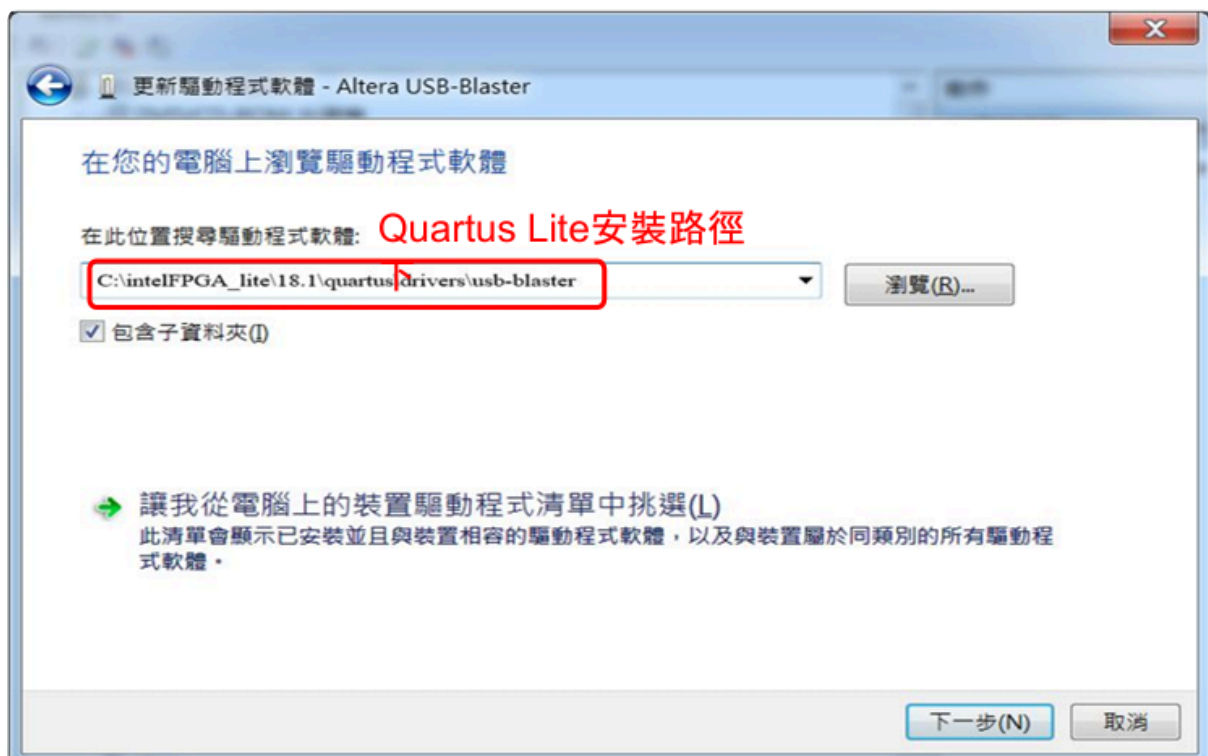 更新驅動程式軟體 - Altera USB-Blaster
在您的電腦上瀏覽驅動程式軟體
Quartus Lite安裝路徑
在此位置搜尋驅動程式軟體:
C:\intelFPGA_lite\18.1\quartus\drivers\usb-blaster
瀏覽(R)...
包含子資料夾(I)
讓我從電腦上的裝置驅動程式清單中挑選(L)
此清單會顯示已安裝並且與裝置相容的驅動程式軟體，以及與裝置屬於同類別的所有驅動程
式軟體。
下一步(N)
取消